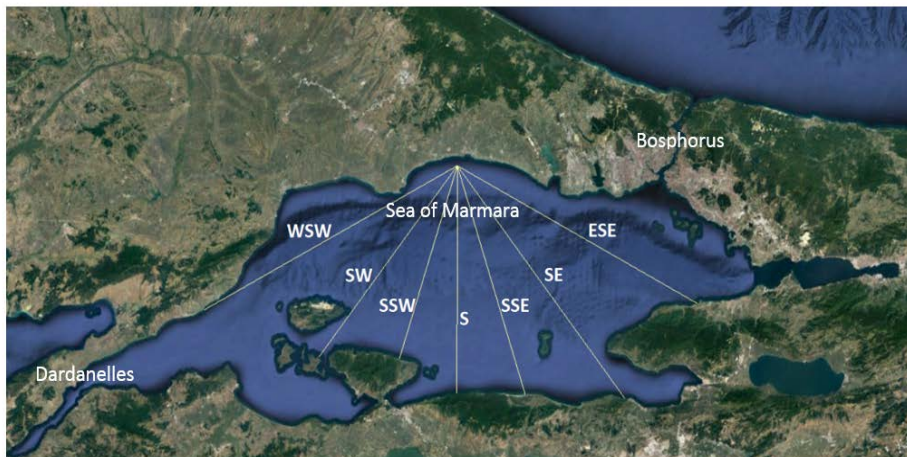 Bosphorus
Sea of Marmara
WSW
ESE
SW
SE
SSW
SSE
S
Dardanelles